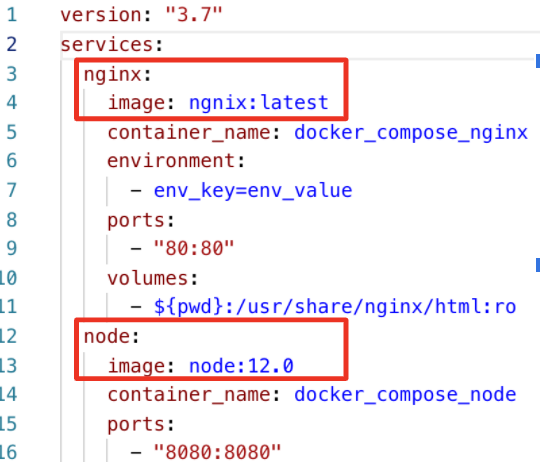 1 version: "3.7"
2 services:
3 nginx:
4 image: ngnix:latest
5 container_name: docker_compose_nginx
6 environment:
7 - env_key=env_value
8 ports:
9 - "80:80"
10 volumes:
11 - ${pwd}:/usr/share/nginx/html:ro
12 node:
13 image: node:12.0
14 container_name: docker_compose_node
15 ports:
16 - "8080:8080"